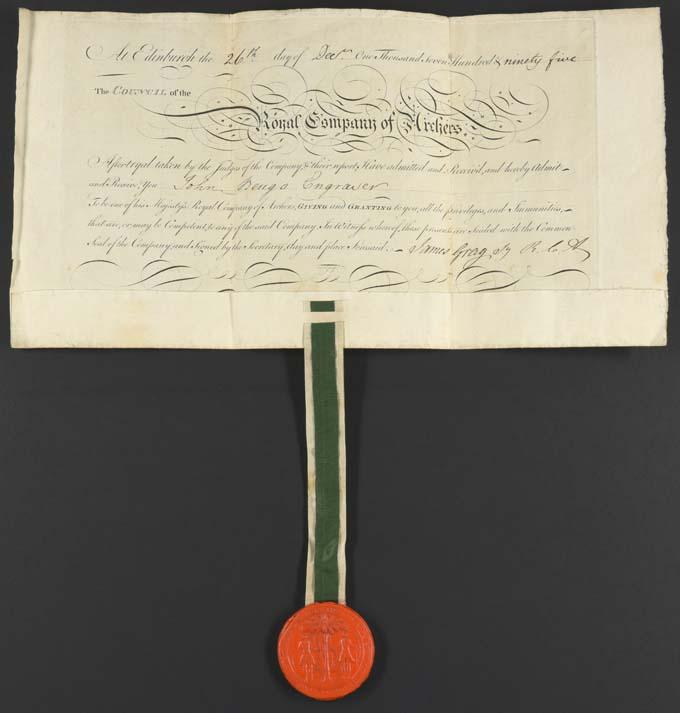 At Edinburgh the 26th day of Decr One Thousand Seven Hundred & ninety five
The COUNCIL of the
Royal Company of Archers
After tryal taken by the Judges of the Company, & their report, Have admitted and Receiv'd, and hereby Admit
and Receive, You John Beugo Engraver
To be one of his Majesty's Royal Company of Archers, GIVING and GRANTING to you, all the priviledges, and Immunities,
that are, or may be Competent, to any of the said Company, In Witness whereof, these presents are Sealed with the Common
Seal of the Company, and Signed by the Secretary, day and place foresaid. James Gray Sy R. C. A